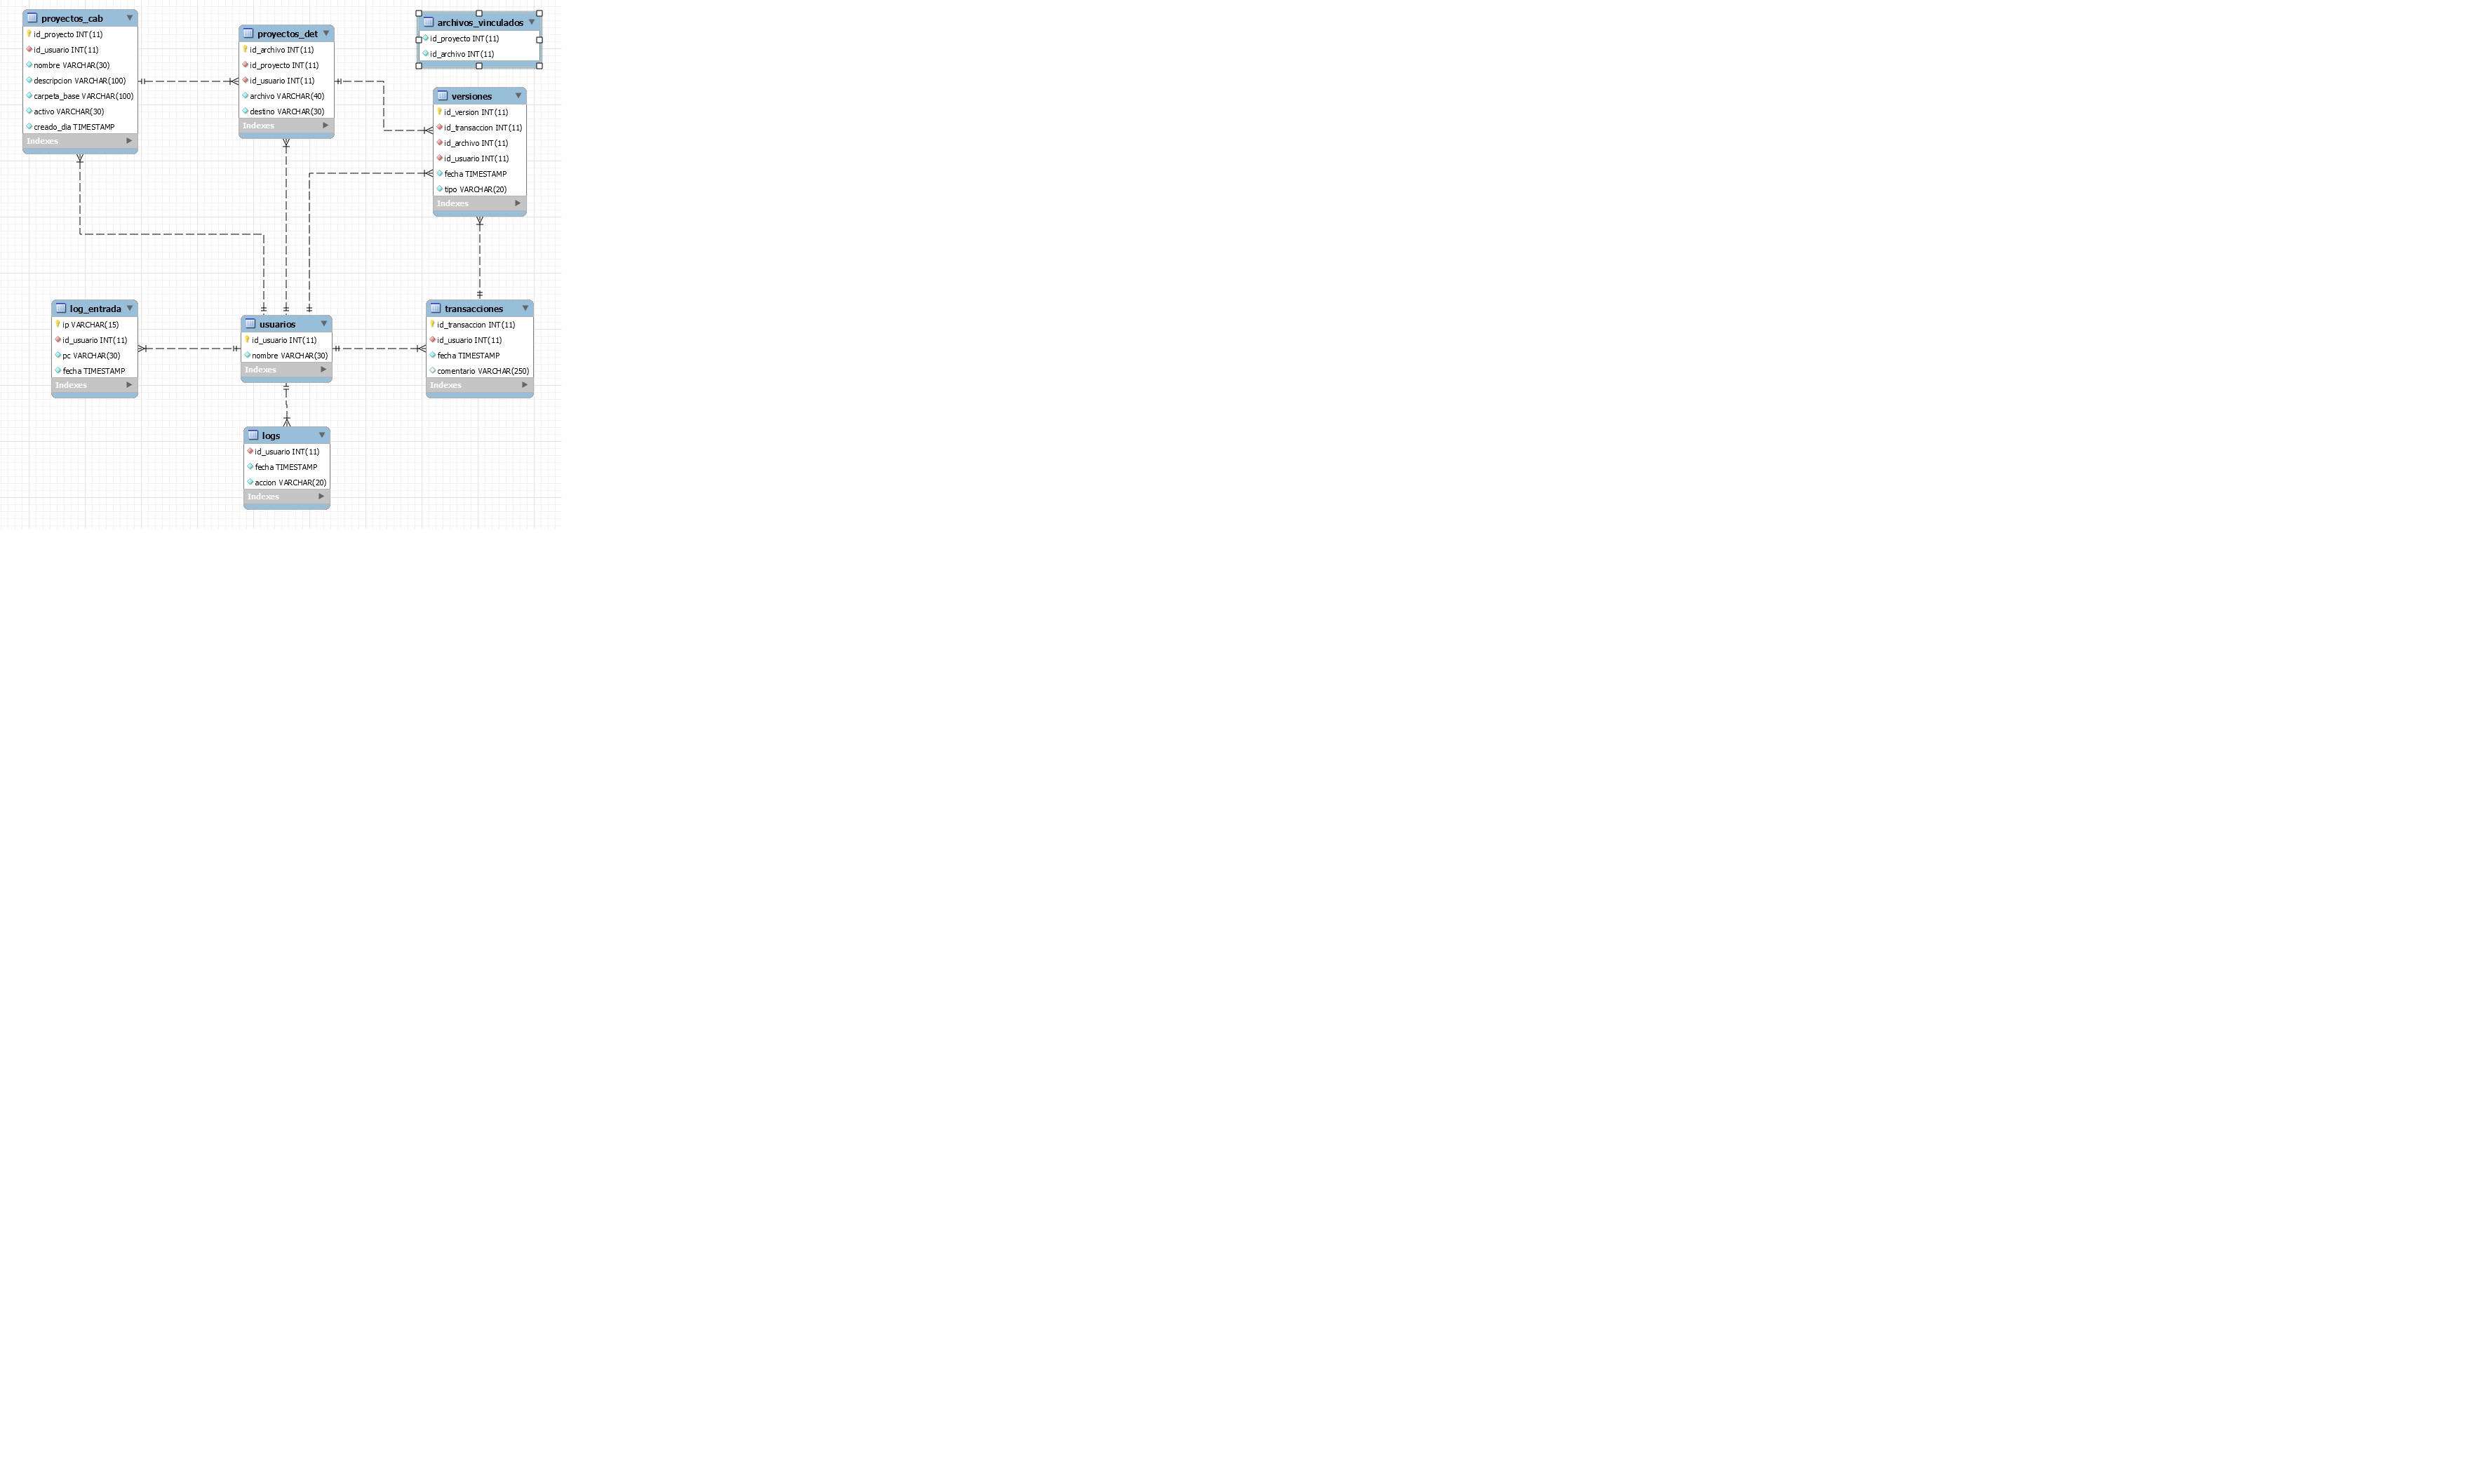 proyectos_cab
id_proyecto INT(11)
id_usuario INT(11)
nombre VARCHAR(30)
descripcion VARCHAR(100)
carpeta_base VARCHAR(100)
activo VARCHAR(30)
creado_dia TIMESTAMP
Indexes
proyectos_det
id_archivo INT(11)
id_proyecto INT(11)
id_usuario INT(11)
archivo VARCHAR(40)
destino VARCHAR(30)
Indexes
archivos_vinculados
id_proyecto INT(11)
id_archivo INT(11)
versiones
id_version INT(11)
id_transaccion INT(11)
id_archivo INT(11)
id_usuario INT(11)
fecha TIMESTAMP
tipo VARCHAR(20)
Indexes
log_entrada
ip VARCHAR(15)
id_usuario INT(11)
pc VARCHAR(30)
fecha TIMESTAMP
Indexes
usuarios
id_usuario INT(11)
nombre VARCHAR(30)
Indexes
transacciones
id_transaccion INT(11)
id_usuario INT(11)
fecha TIMESTAMP
comentario VARCHAR(250)
Indexes
logs
id_usuario INT(11)
fecha TIMESTAMP
accion VARCHAR(20)
Indexes